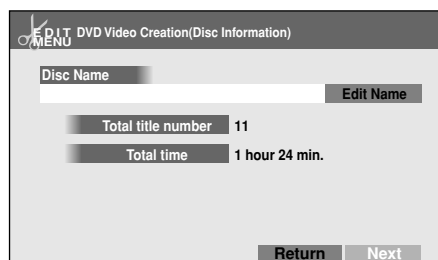 EDIT
MENU
DVD Video Creation(Disc Information)
Disc Name
Edit Name
Total title number 11
Total time 1 hour 24 min.
Return Next